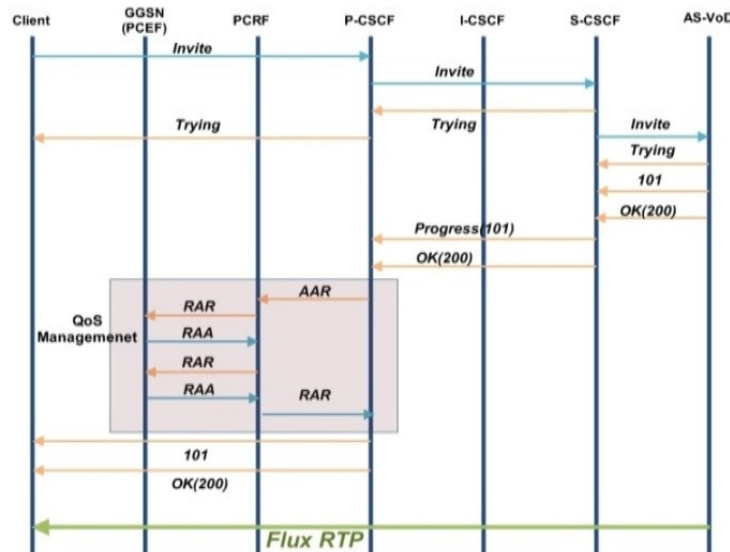 Client
GGSN
(PCEF)
PCRF
P-CSCF
I-CSCF
S-CSCF
AS-VoD
Invite
Invite
Trying
Trying
Invite
Trying
101
OK(200)
Progress(101)
OK(200)
AAR
RAR
QoS
Managemenet
RAA
RAR
RAA
RAR
101
OK(200)
Flux RTP